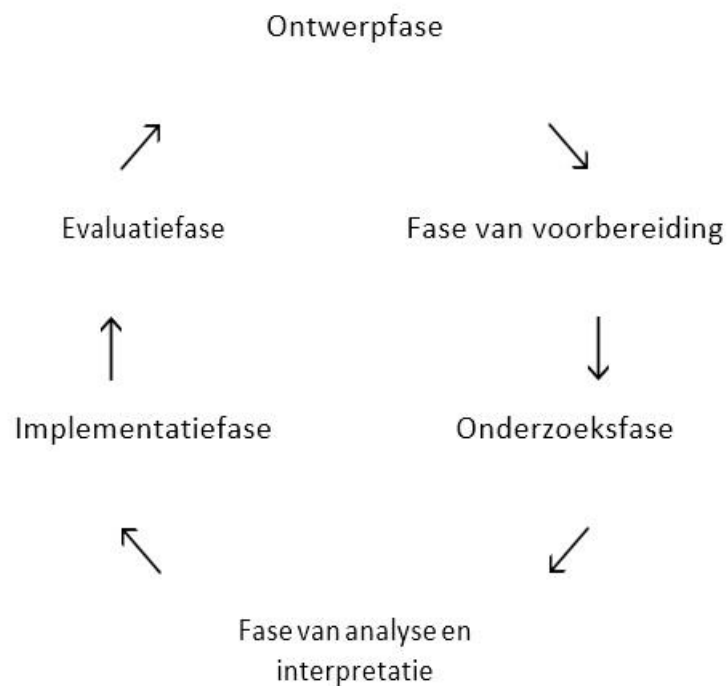 Ontwerpfase
Evaluatiefase
Fase van voorbereiding
Implementatiefase
Onderzoeksfase
Fase van analyse en
interpretatie